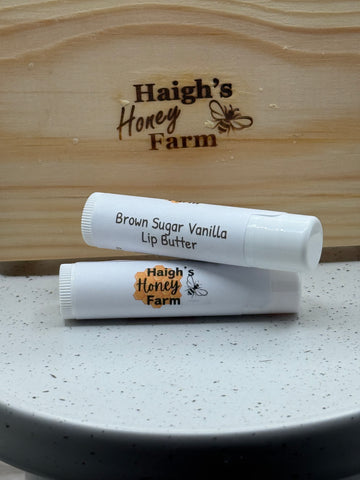 Haigh's
Honey
Farm
Brown Sugar Vanilla
Lip Butter
Haigh's
Honey
Farm